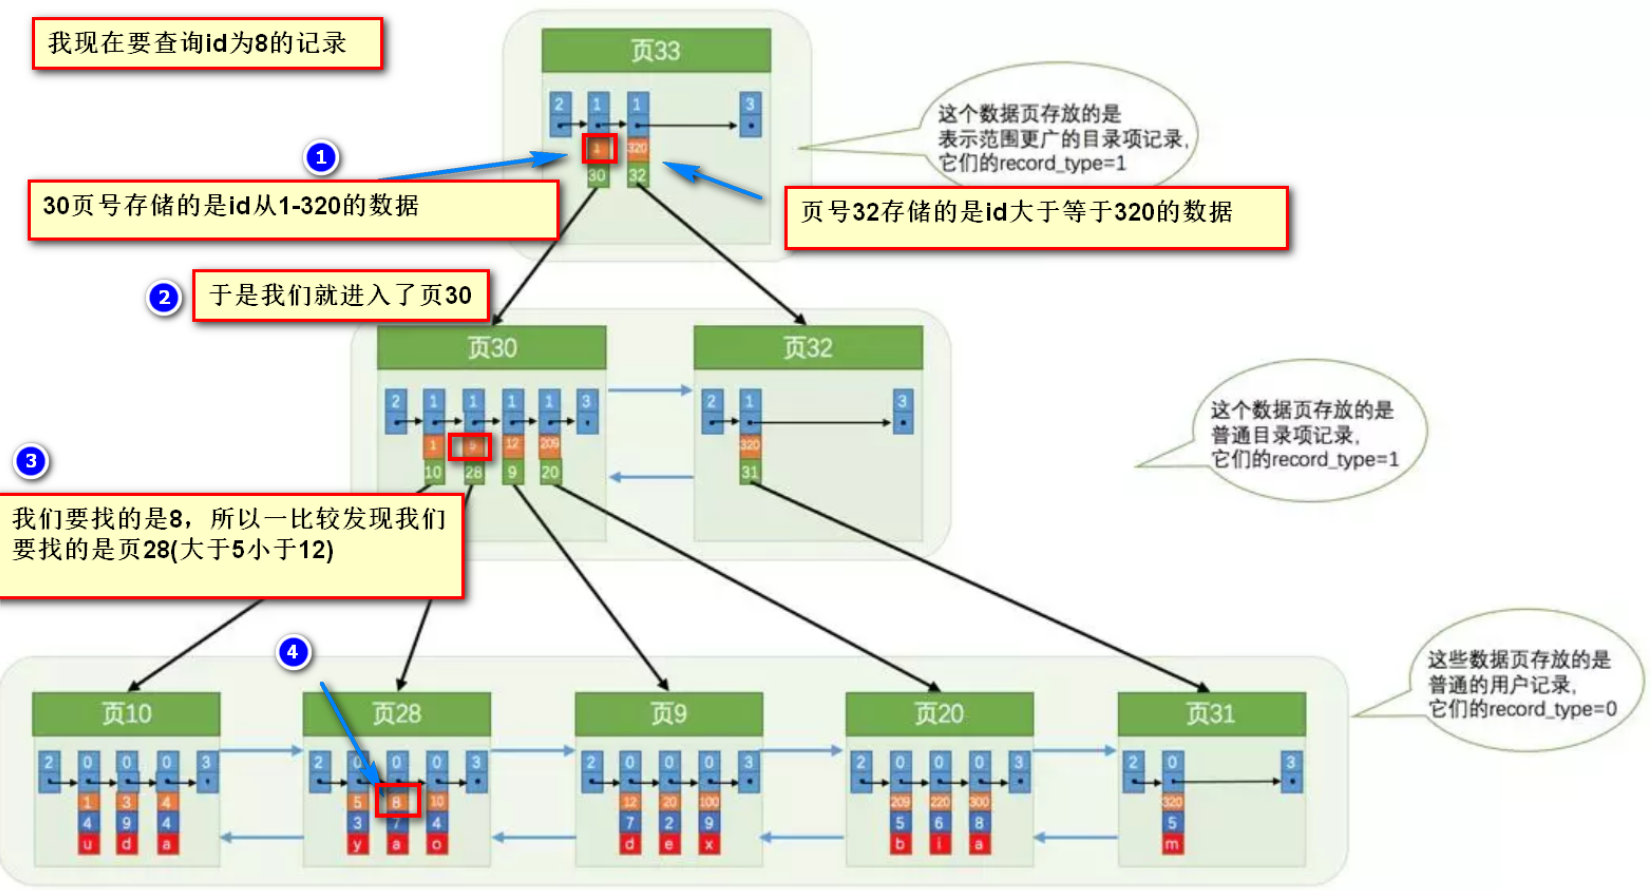 我现在要查询id为8的记录
页33
2 1 1 3
1 320
30 32
这个数据页存放的是
表示范围更广的目录项记录,
它们的record_type=1
1
30页号存储的是id从1-320的数据
页号32存储的是id大于等于320的数据
2
于是我们就进入了页30
页30
页32
2 1 1 1 1 3
2 1 3
1 5 12 209
320
10 28 9 20
31
这个数据页存放的是
普通目录项记录,
它们的record_type=1
3
我们要找的是8，所以一比较发现我们
要找的是页28(大于5小于12)
4
这些数据页存放的是
普通的用户记录,
它们的record_type=0
页10
页28
页9
页20
页31
2 0 0 0 3
2 0 0 0 3
2 0 0 0 3
2 0 0 0 3
2 0 3
1 3 4
5 8 10
12 20 100
209 220 300
320
4 9 4
3 7 4
7 2 9
5 6 8
5
u d a
y a o
d e x
b i a
m